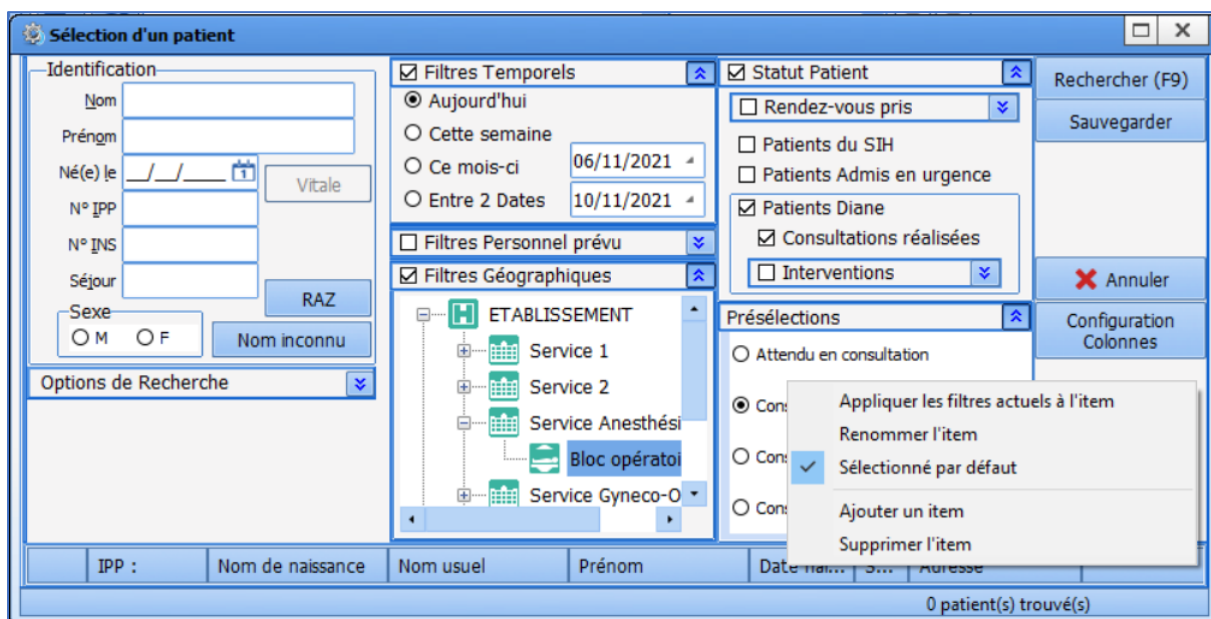 Sélection d'un patient
Identification
Nom
Prénom
Né(e) le __/__/____ 1
Vitale
N° IPP
N° INS
Séjour
RAZ
Sexe
M F
Nom inconnu
Options de Recherche
Filtres Temporels
Aujourd'hui
Cette semaine
Ce mois-ci
06/11/2021
Entre 2 Dates
10/11/2021
Filtres Personnel prévu
Filtres Géographiques
H ETABLISSEMENT
Service 1
Service 2
Service Anesthési
Bloc opératoi
Service Gyneco-O
Statut Patient
Rendez-vous pris
Patients du SIH
Patients Admis en urgence
Patients Diane
Consultations réalisées
Interventions
Présélections
Attendu en consultation
Cons
Cons
Cons
Appliquer les filtres actuels à l'item
Renommer l'item
Sélectionné par défaut
Ajouter un item
Supprimer l'item
Rechercher (F9)
Sauvegarder
Annuler
Configuration
Colonnes
IPP : Nom de naissance Nom usuel Prénom Date nai... S... Adresse
0 patient(s) trouvé(s)